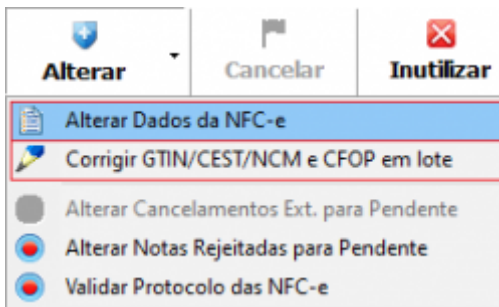 Alterar
Cancelar
Inutilizar
Alterar Dados da NFC-e
Corrigir GTIN/CEST/NCM e CFOP em lote
Alterar Cancelamentos Ext. para Pendente
Alterar Notas Rejeitadas para Pendente
Validar Protocolo das NFC-e